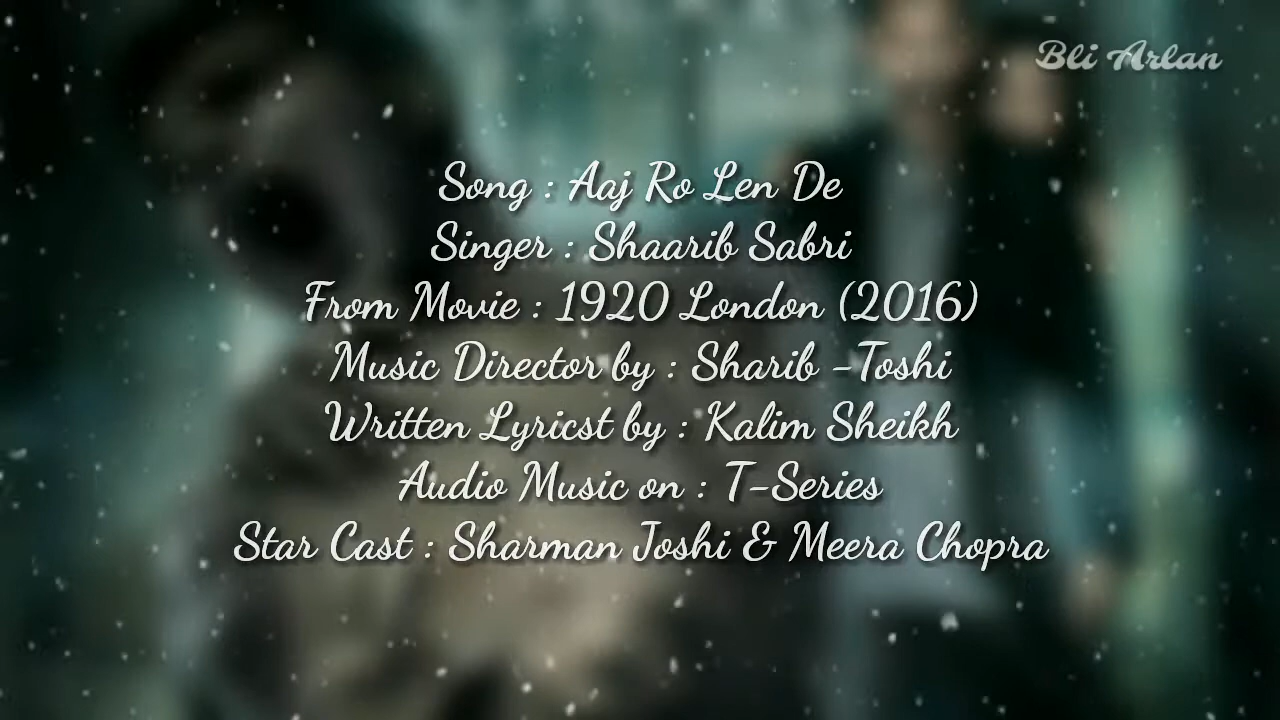 Bli Arlan
Song : Aaj Ro Len De
Singer : Shaarib Sabri
From Movie : 1920 London (2016)
Music Director by : Sharib -Toshi
Written Lyricst by : Kalim Sheikh
Audio Music on : T-Series
Star Cast : Sharman Joshi & Meera Chopra